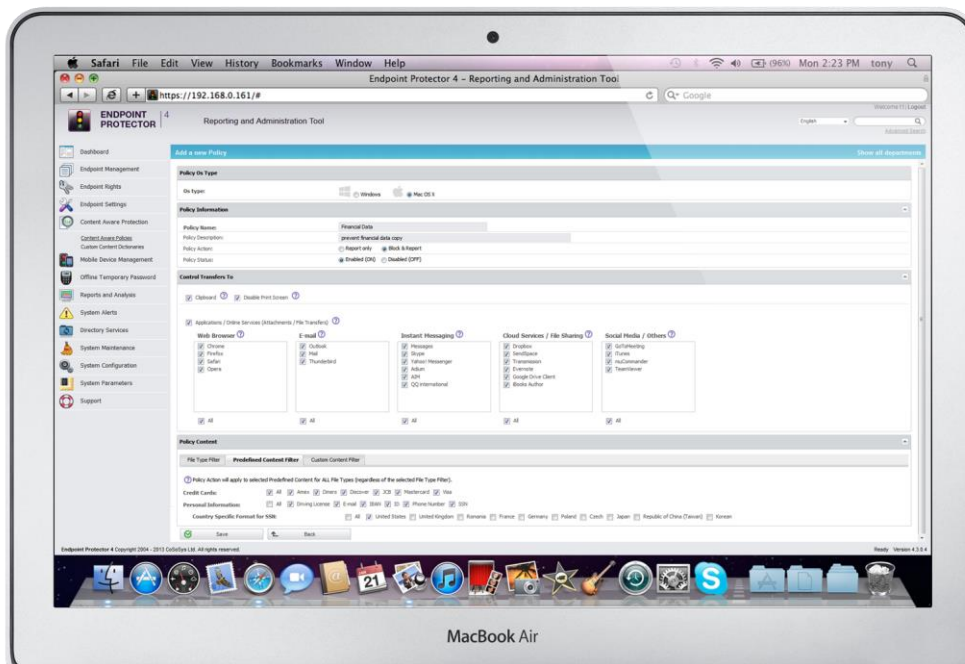 Safari File Edit View History Bookmarks Window Help (96%) Mon 2:23 PM tony
Endpoint Protector 4 - Reporting and Administration Tool
https://192.168.0.161/# Google
Welcome Logout
ENDPOINT PROTECTOR 4 Reporting and Administration Tool English
Advanced Search
Dashboard
Endpoint Management
Endpoint Rights
Endpoint Settings
Content Aware Protection
Content Aware Policies
Custom Content Dictionaries
Mobile Device Management
Offline Temporary Password
Reports and Analysis
System Alerts
Directory Services
System Maintenance
System Configuration
System Parameters
Support
Add a new Policy Show all departments
Policy Os Type
Os type: Windows Mac OS X
Policy Information
Policy Name: Financial Data
Policy Description: prevent financial data copy
Policy Action: Report only Block & Report
Policy Status: Enabled (ON) Disabled (OFF)
Control Transfers To
Clipboard Disable Print Screen
Applications / Online Services (Attachments / File Transfers)
Web Browser
Chrome
Firefox
Safari
Opera
All
E-mail
Outlook
Mail
Thunderbird
All
Instant Messaging
Messages
Skype
Yahoo! Messenger
Adium
AIM
QQ International
All
Cloud Services / File Sharing
Dropbox
SendSpace
Transmission
Evernote
Google Drive Client
iBooks Author
All
Social Media / Others
GoToMeeting
iTunes
muCommander
TeamViewer
All
Policy Content
File Type Filter Predefined Content Filter Custom Content Filter
Policy Action will apply to selected Predefined Content for ALL File Types (regardless of the selected File Type Filter).
Credit Cards: All Amex Diners Discover JCB Mastercard Visa
Personal Information: All Driving License E-mail IBAN ID Phone Number SSN
Country Specific Format for SSN: All United States United Kingdom Romania France Germany Poland Czech Japan Republic of China (Taiwan) Korean
Save Back
Endpoint Protector 4 Copyright 2004 - 2013 CoSoSys Ltd. All rights reserved. Ready Version 4.3.0.4
21
MacBook Air